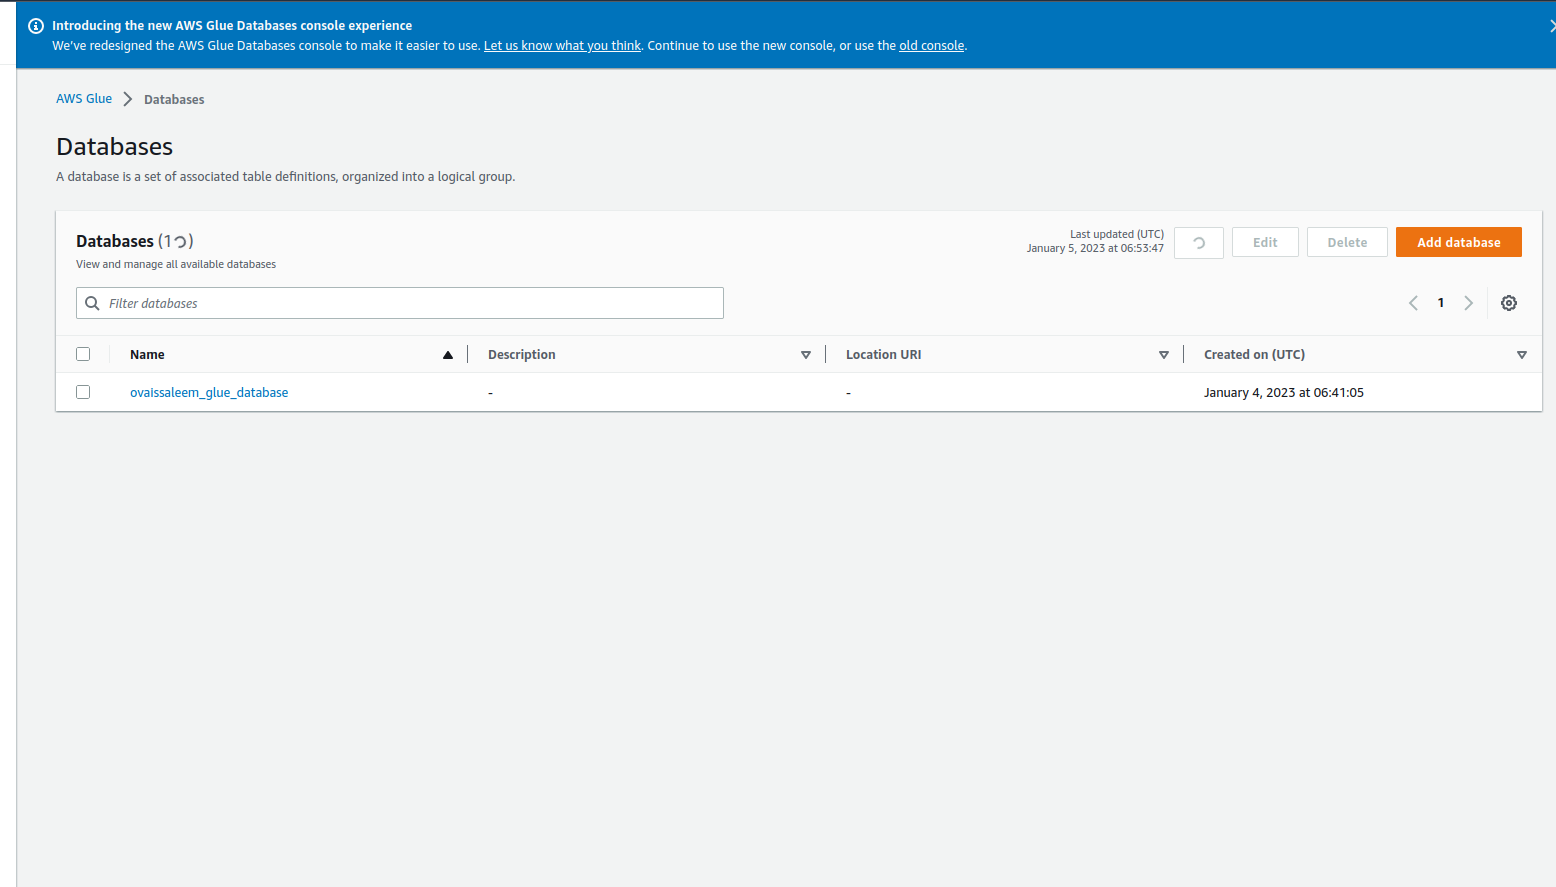 Introducing the new AWS Glue Databases console experience
We've redesigned the AWS Glue Databases console to make it easier to use. Let us know what you think. Continue to use the new console, or use the old console.
AWS Glue Databases
Databases
A database is a set of associated table definitions, organized into a logical group.
Databases (1)
View and manage all available databases
Last updated (UTC)
January 5, 2023 at 06:53:47
Edit
Delete
Add database
Filter databases
1
Name Description Location URI Created on (UTC)
ovaissaleem_glue_database - - January 4, 2023 at 06:41:05